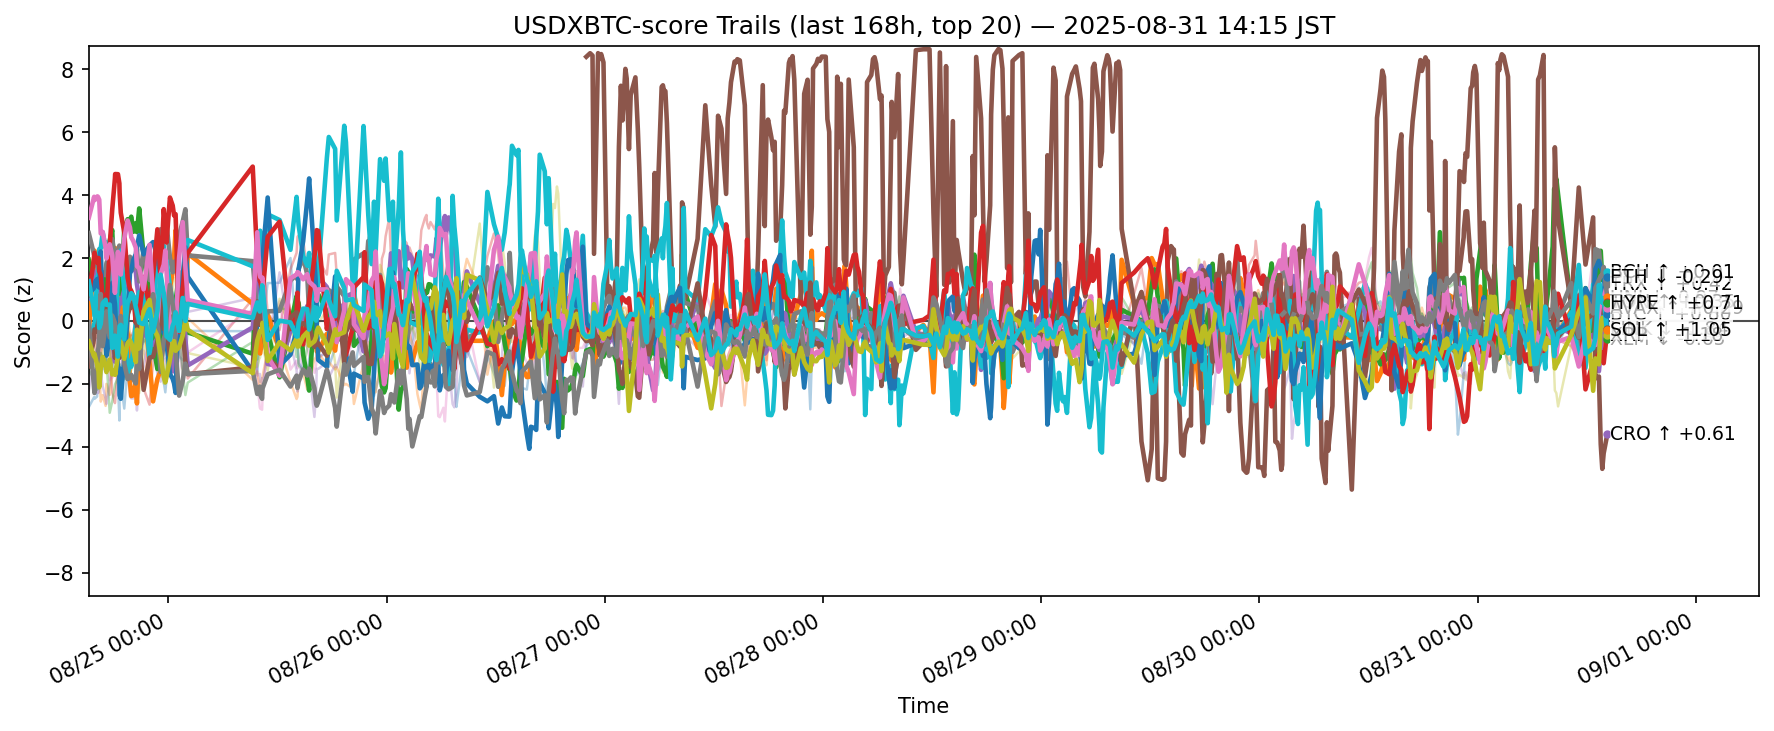 USDXBTC-score Trails (last 168h, top 20) — 2025-08-31 14:15 JST
Score (z)
8
6
4
2
0
−2
−4
−6
−8
ETH ↓ -0.29
HYPE ↑ +0.71
SOL ↑ +1.05
CRO ↑ +0.61
08/25 00:00
08/26 00:00
08/27 00:00
08/28 00:00
08/29 00:00
08/30 00:00
08/31 00:00
09/01 00:00
Time